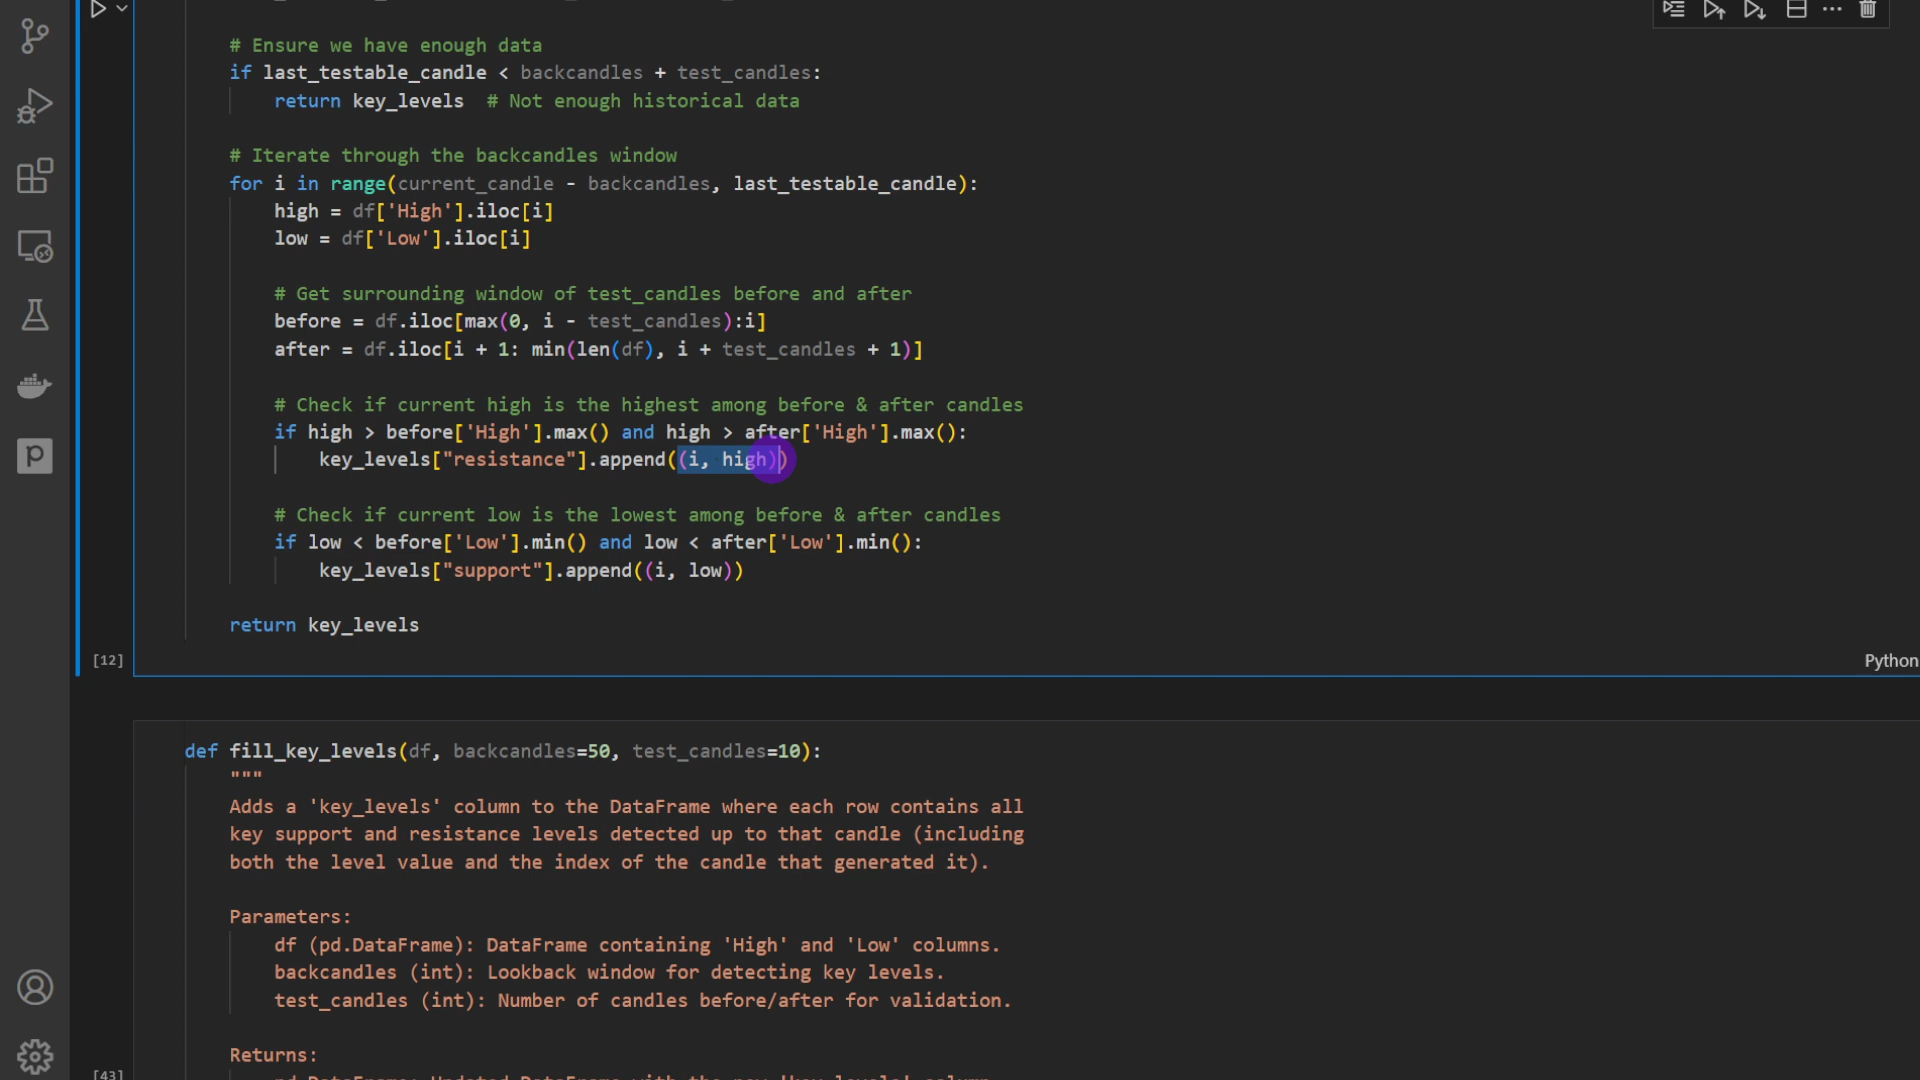 # Ensure we have enough data
if last_testable_candle < backcandles + test_candles:
return key_levels  # Not enough historical data
# Iterate through the backcandles window
for i in range(current_candle - backcandles, last_testable_candle):
high = df['High'].iloc[i]
low = df['Low'].iloc[i]
# Get surrounding window of test_candles before and after
before = df.iloc[max(0, i - test_candles):i]
after = df.iloc[i + 1: min(len(df), i + test_candles + 1)]
# Check if current high is the highest among before & after candles
if high > before['High'].max() and high > after['High'].max():
key_levels["resistance"].append((i, high))
# Check if current low is the lowest among before & after candles
if low < before['Low'].min() and low < after['Low'].min():
key_levels["support"].append((i, low))
return key_levels
[12]
Python
def fill_key_levels(df, backcandles=50, test_candles=10):
"""
Adds a 'key_levels' column to the DataFrame where each row contains all
key support and resistance levels detected up to that candle (including
both the level value and the index of the candle that generated it).
Parameters:
df (pd.DataFrame): DataFrame containing 'High' and 'Low' columns.
backcandles (int): Lookback window for detecting key levels.
test_candles (int): Number of candles before/after for validation.
Returns:
[43]
pd.DataFrame: Updated DataFrame with the new 'key_levels' column